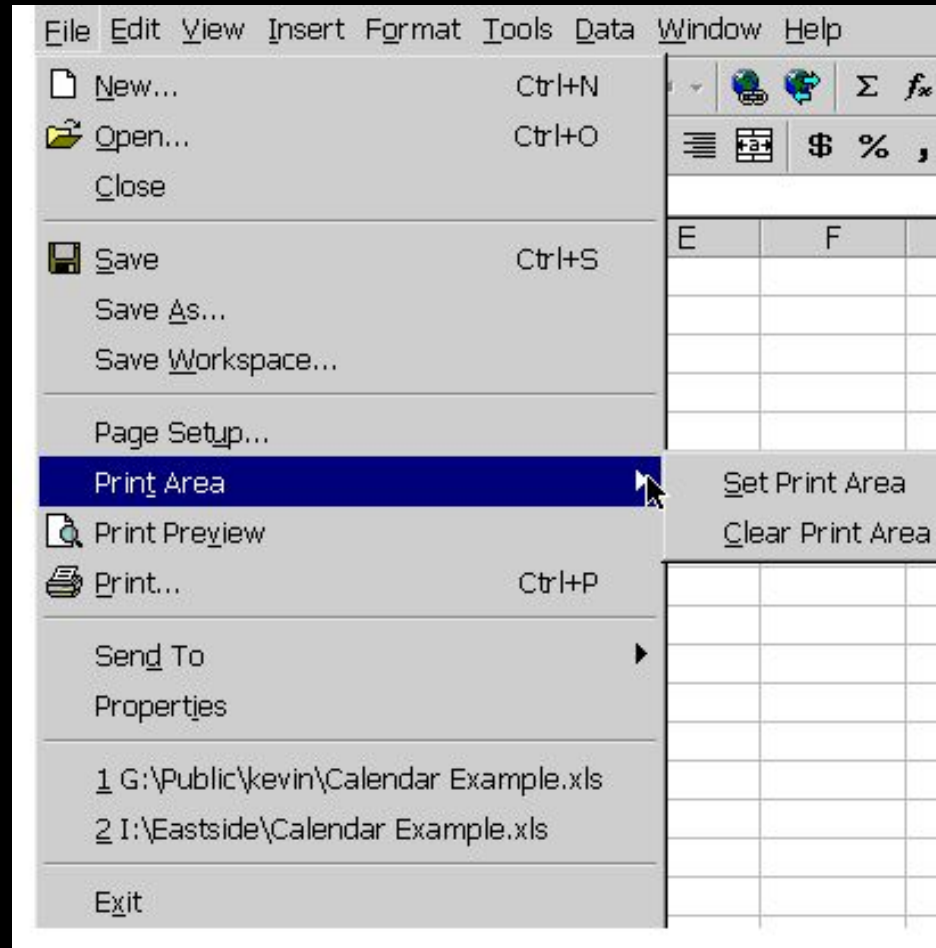 File Edit View Insert Format Tools Data Window Help
New... Ctrl+N
Open... Ctrl+O
Close
Save Ctrl+S
Save As...
Save Workspace...
Page Setup...
Print Area
Set Print Area
Print Preview
Clear Print Area
Print... Ctrl+P
Send To
Properties
1 G:\Public\kevin\Calendar Example.xls
2 I:\Eastside\Calendar Example.xls
Exit
Σ fx
a $ % ,
E F